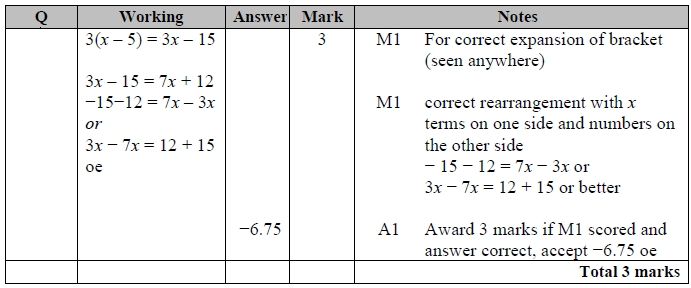 Q Working Answer Mark Notes
3(x – 5) = 3x – 15 3 M1 For correct expansion of bracket
(seen anywhere)
3x – 15 = 7x + 12
−15−12 = 7x – 3x M1 correct rearrangement with x
or terms on one side and numbers on
3x − 7x = 12 + 15 the other side
oe − 15 − 12 = 7x − 3x or
3x − 7x = 12 + 15 or better
−6.75 A1 Award 3 marks if M1 scored and
answer correct, accept −6.75 oe
Total 3 marks